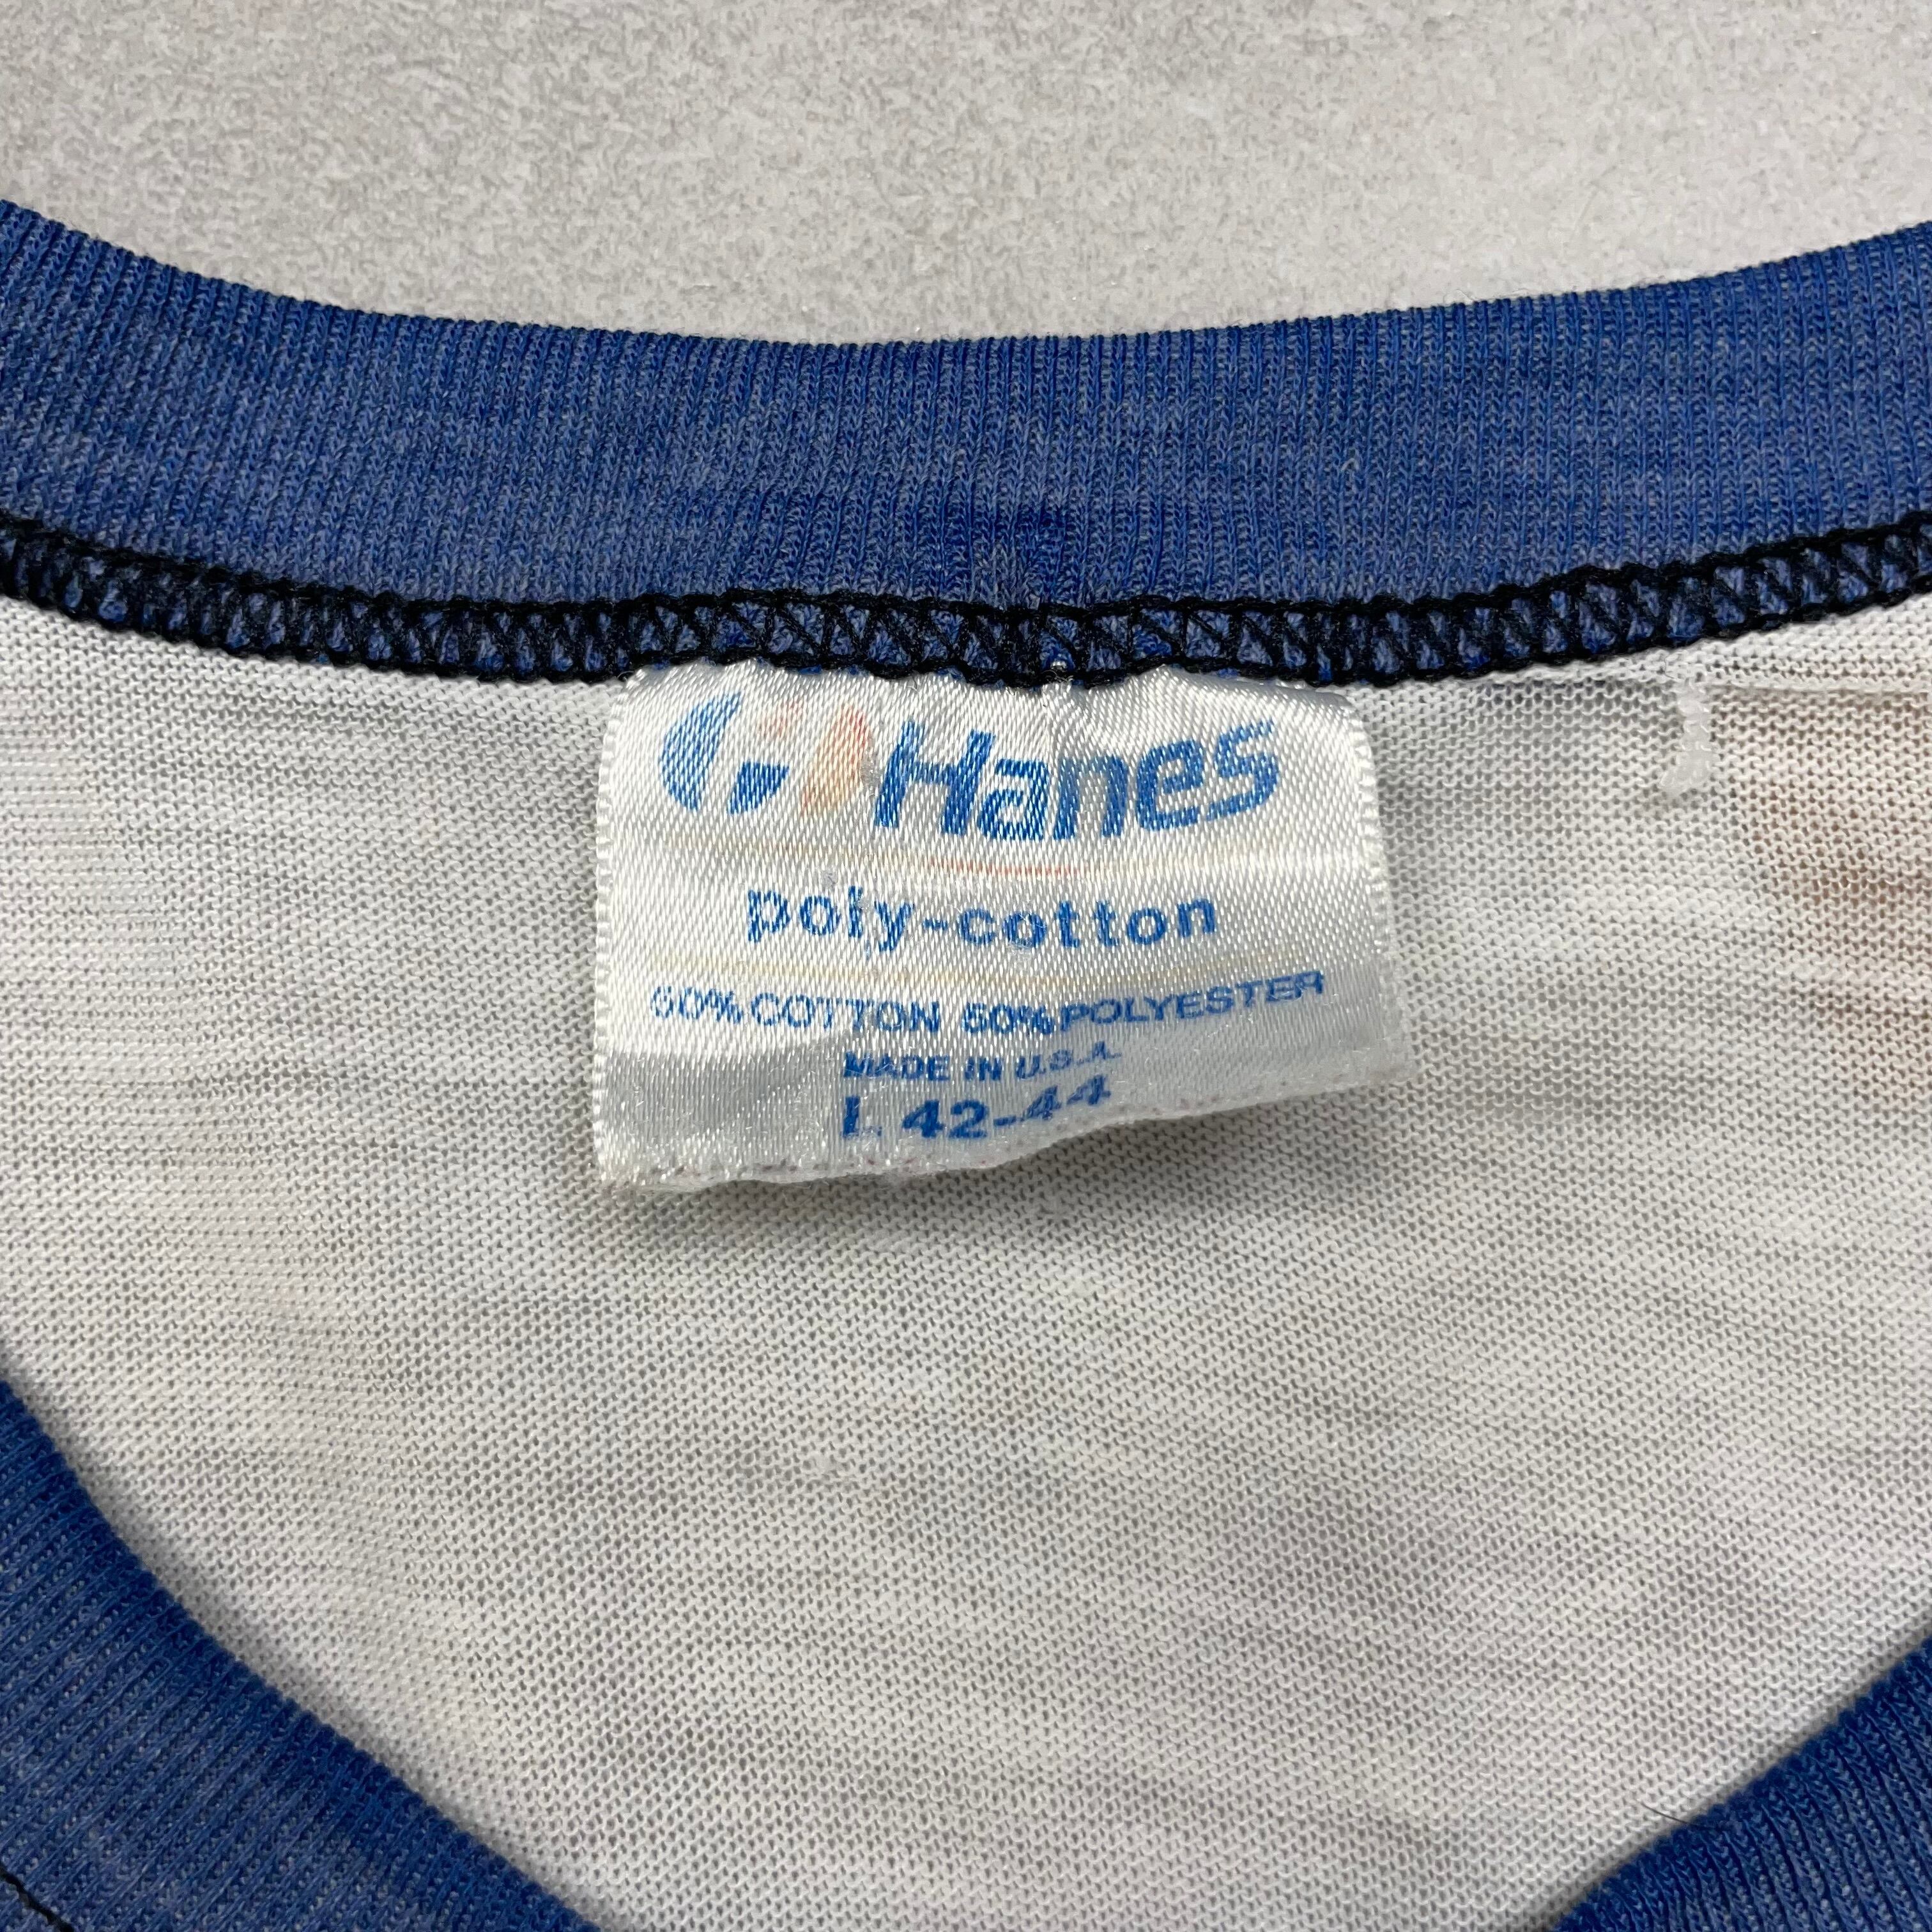 Hanes
poly-cotton
50% COTTON 50% POLYESTER
MADE IN U.S.A.
L 42-44